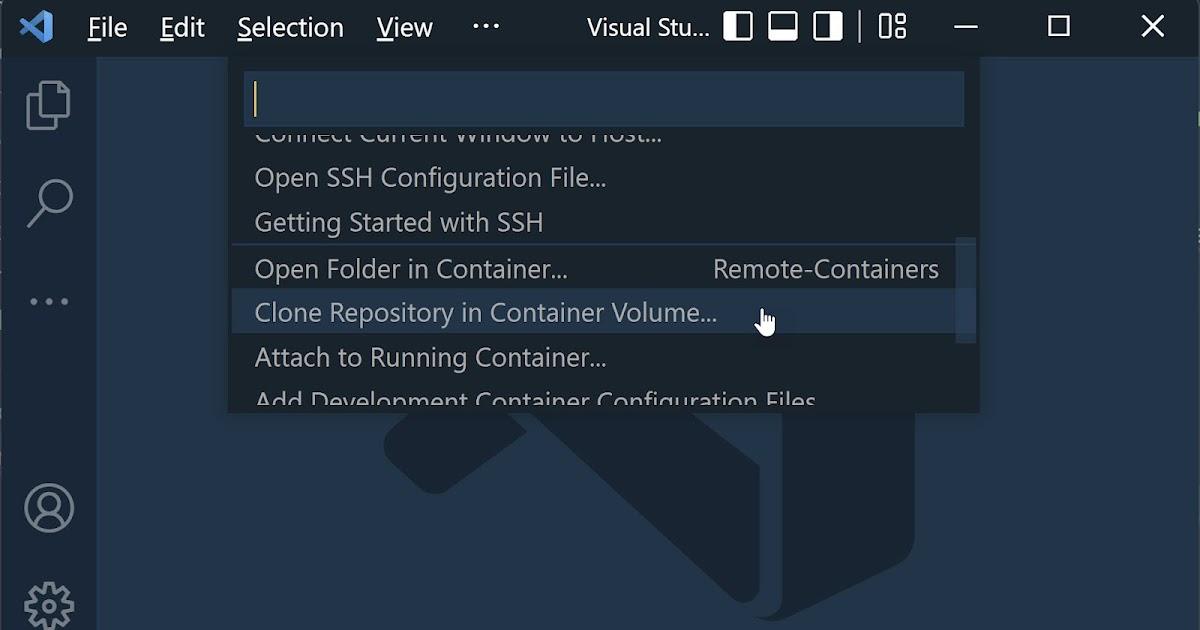 File Edit Selection View ··· Visual Stu...
Connect Current Window to Host...
Open SSH Configuration File...
Getting Started with SSH
Open Folder in Container... Remote-Containers
Clone Repository in Container Volume...
Attach to Running Container...
Add Development Container Configuration Files